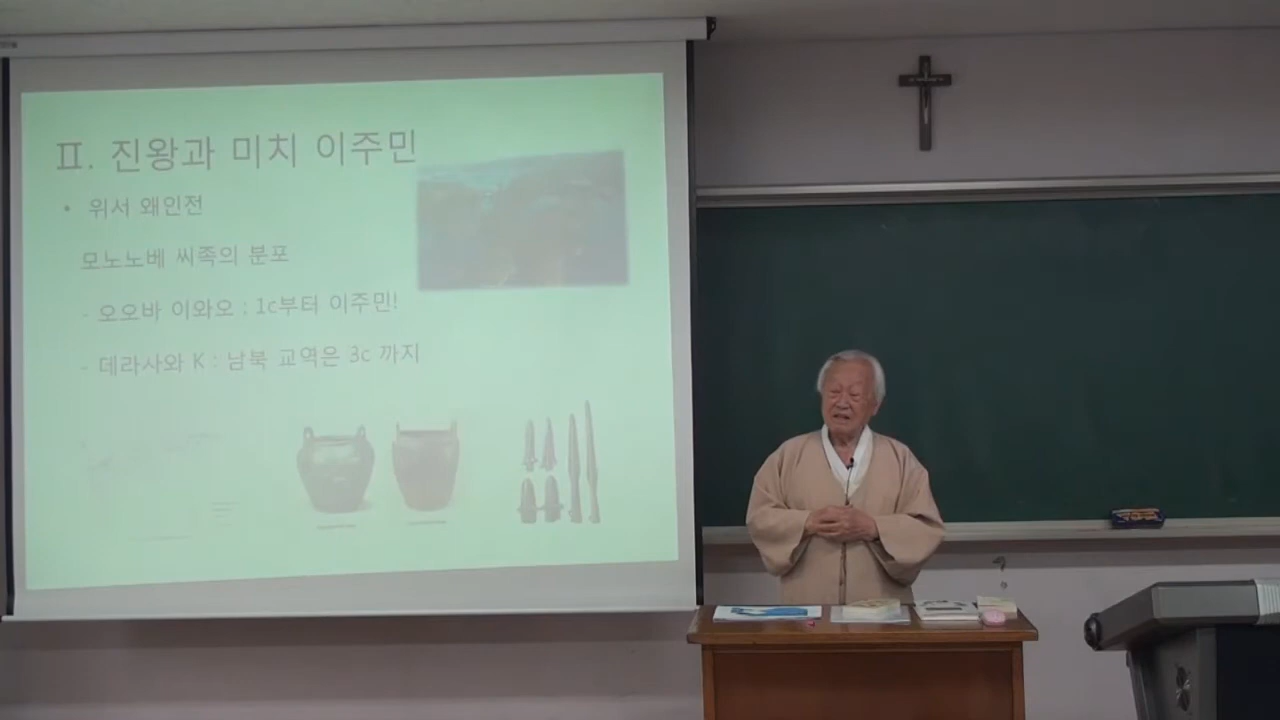 Ⅱ. 진왕과 미치 이주민
• 위서 왜인전
모노노베 씨족의 분포
- 오오바 이와오 : 1c부터 이주민!
- 데라사와 K : 남북 교역은 3c 까지